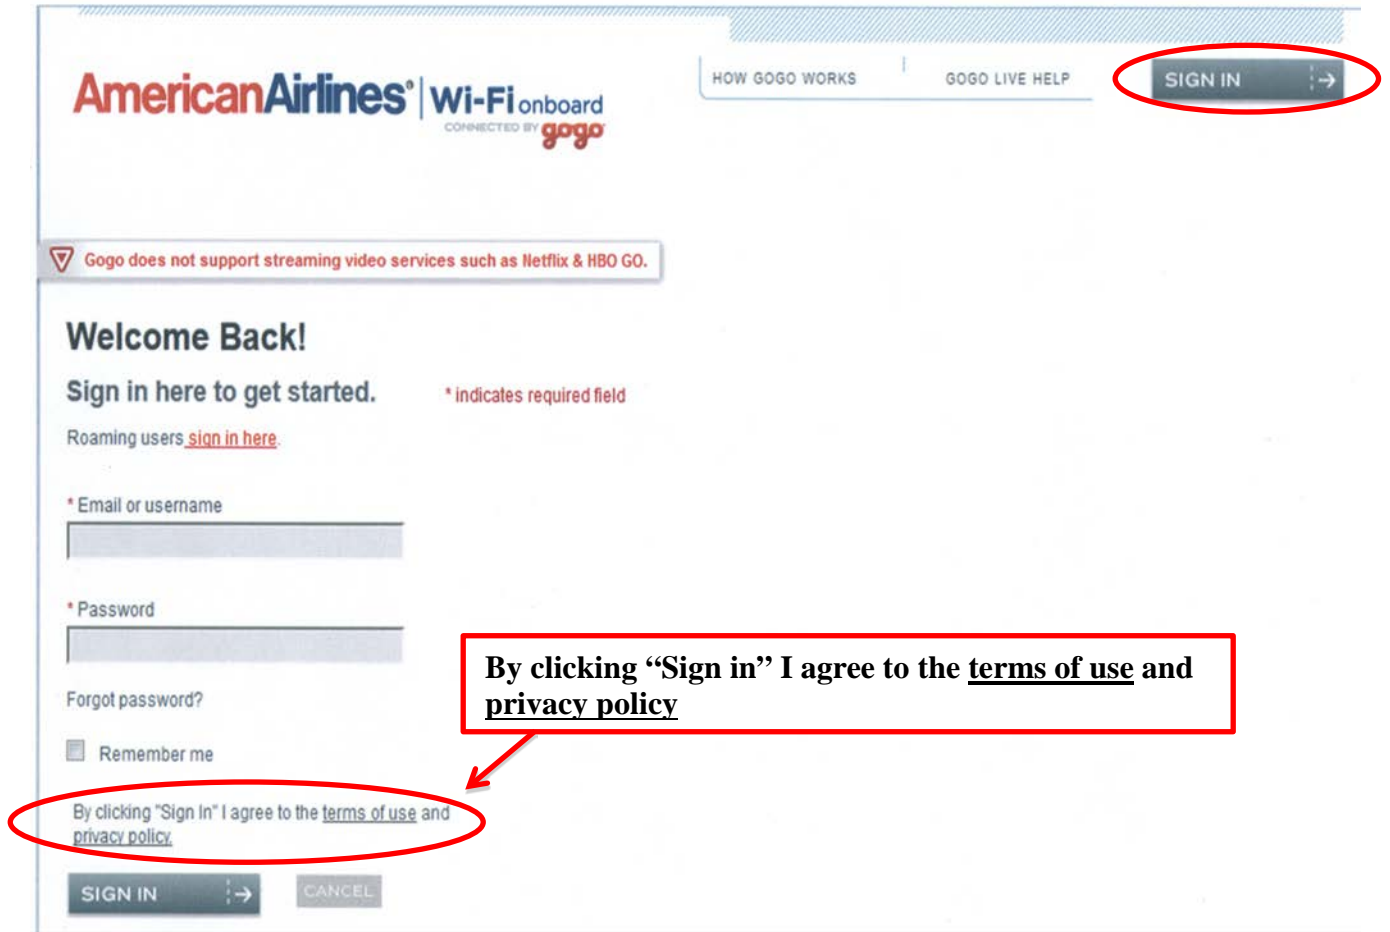 AmericanAirlines® Wi-Fi onboard
CONNECTED BY gogo
HOW GOGO WORKS
GOGO LIVE HELP
SIGN IN
Gogo does not support streaming video services such as Netflix & HBO GO.
Welcome Back!
Sign in here to get started.
* indicates required field
Roaming users sign in here.
* Email or username
* Password
By clicking “Sign in” I agree to the terms of use and
privacy policy
Forgot password?
Remember me
By clicking "Sign In" I agree to the terms of use and
privacy policy.
SIGN IN
CANCEL